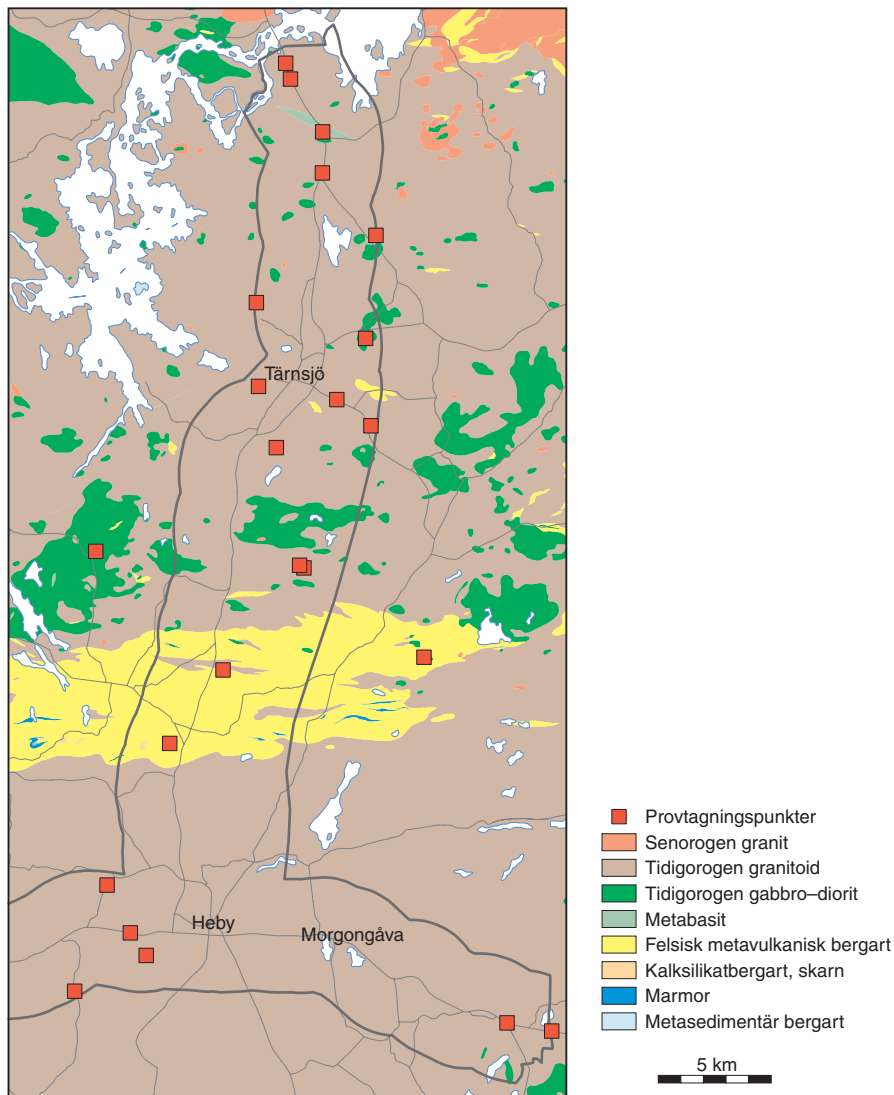 Tärnsjö
Heby
Morgongåva
Provtagningspunkter
Senorogen granit
Tidigorogen granitoid
Tidigorogen gabbro–diorit
Metabasit
Felsisk metavulkanisk bergart
Kalksilikatbergart, skarn
Marmor
Metasedimentär bergart
5 km